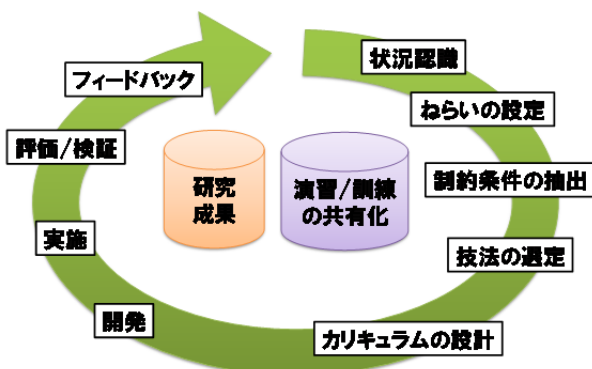 状況認識
ねらいの設定
制約条件の抽出
技法の選定
カリキュラムの設計
開発
実施
評価/検証
フィードバック
研究
成果
演習/訓練
の共有化